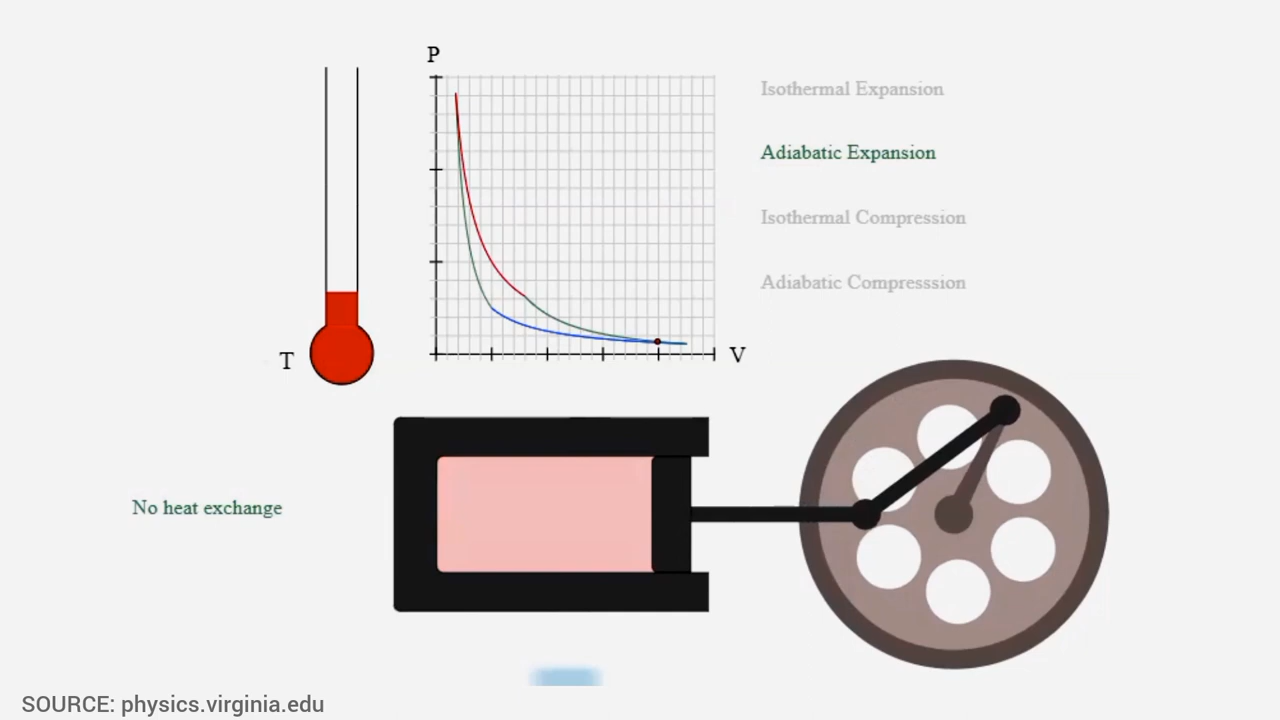 P
Isothermal Expansion
Adiabatic Expansion
Isothermal Compression
Adiabatic Compresssion
T
V
No heat exchange
SOURCE: physics.virginia.edu